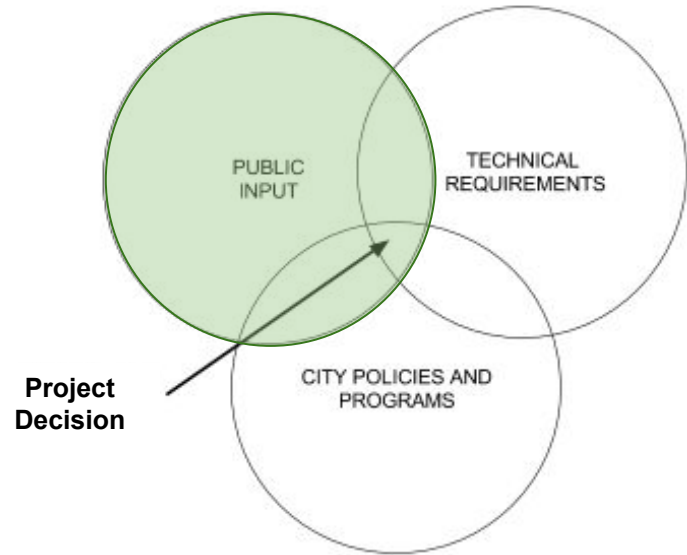 PUBLIC
INPUT
TECHNICAL
REQUIREMENTS
CITY POLICIES AND
PROGRAMS
Project
Decision